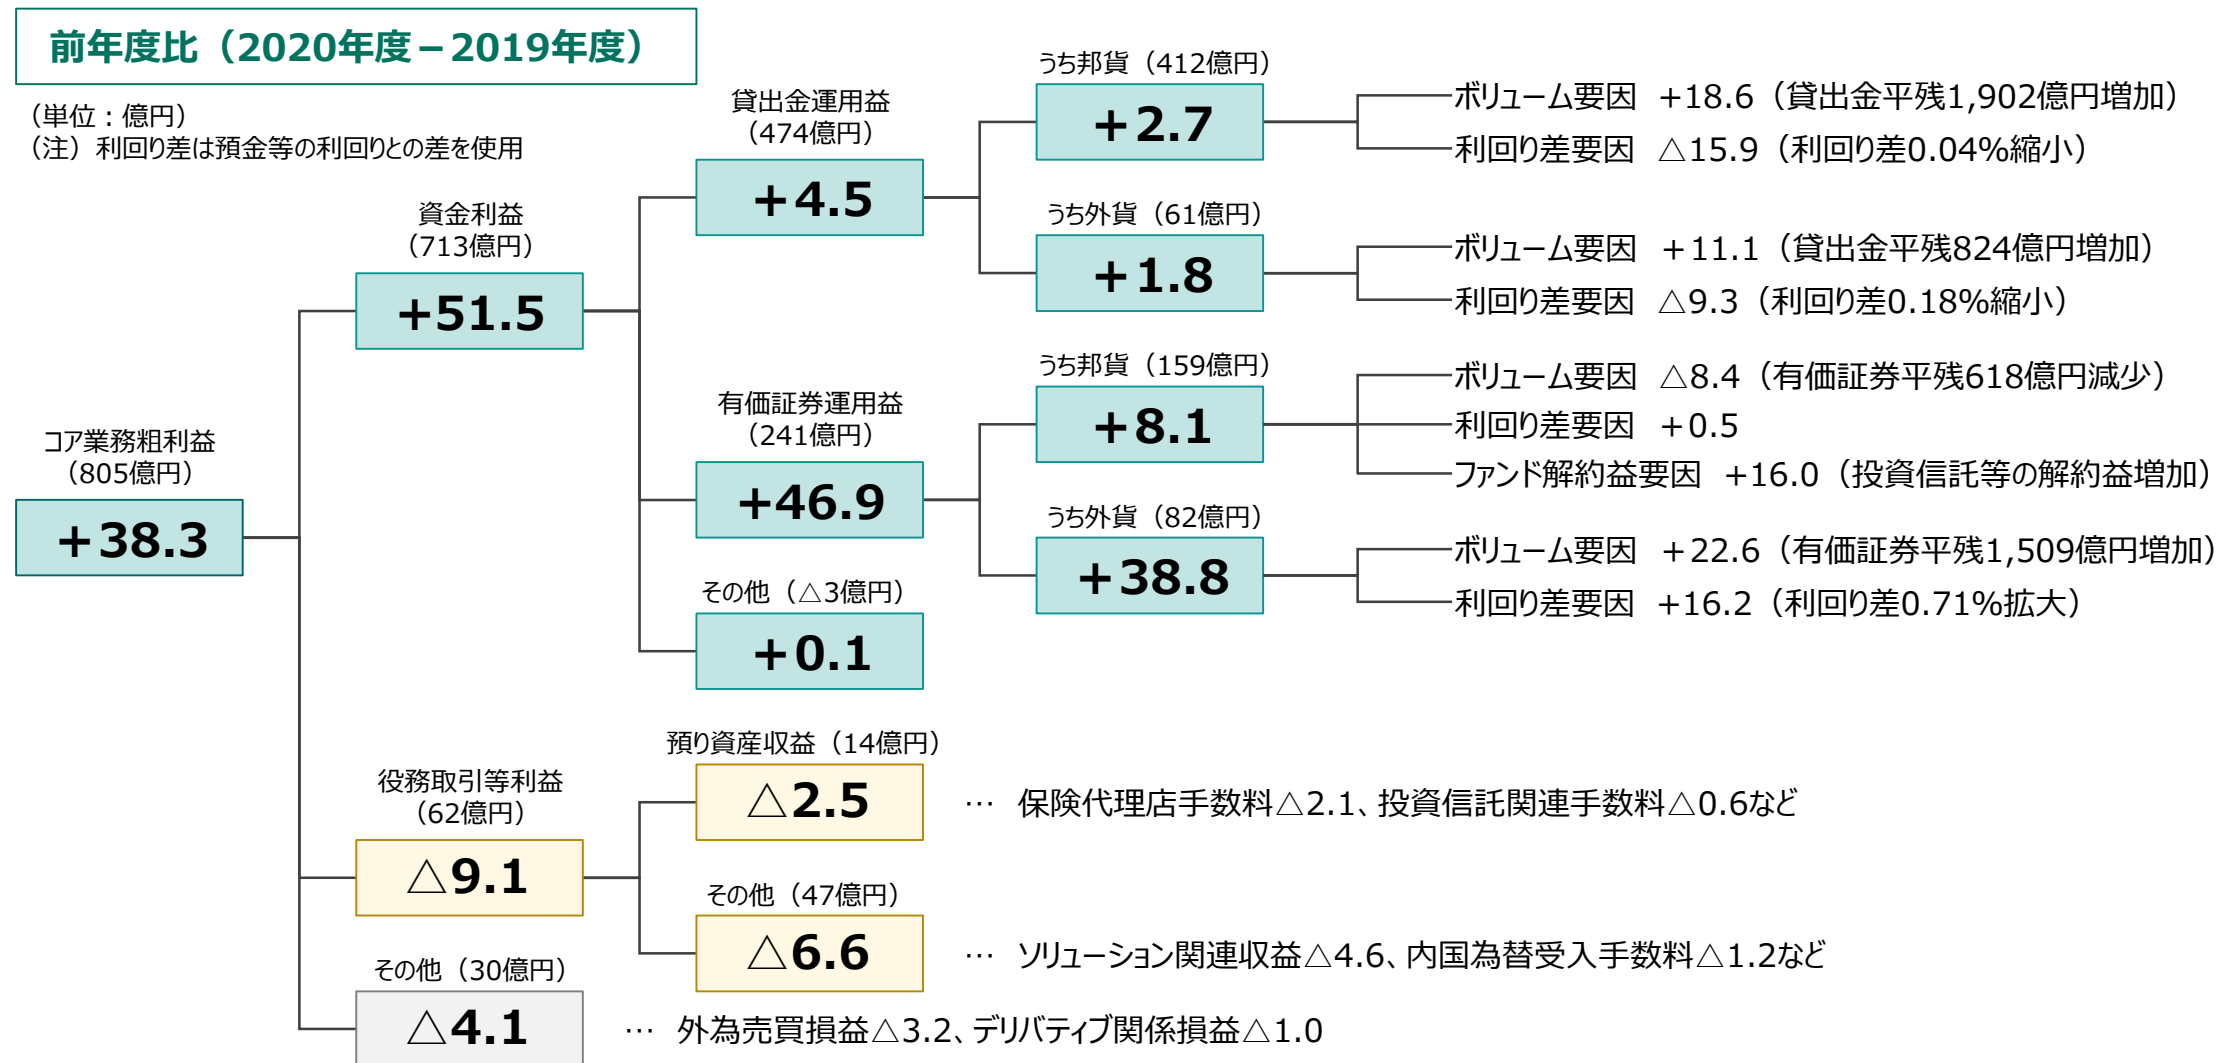 前年度比（2020年度－2019年度）
（単位：億円）
（注）利回り差は預金等の利回りとの差を使用
コア業務粗利益
（805億円）
+38.3
資金利益
（713億円）
+51.5
貸出金運用益
（474億円）
+4.5
うち邦貨（412億円）
+2.7
ボリューム要因 +18.6（貸出金平残1,902億円増加）
利回り差要因 △15.9（利回り差0.04%縮小）
うち外貨（61億円）
+1.8
ボリューム要因 +11.1（貸出金平残824億円増加）
利回り差要因 △9.3（利回り差0.18%縮小）
有価証券運用益
（241億円）
+46.9
うち邦貨（159億円）
+8.1
ボリューム要因 △8.4（有価証券平残618億円減少）
利回り差要因 +0.5
ファンド解約益要因 +16.0（投資信託等の解約益増加）
うち外貨（82億円）
+38.8
ボリューム要因 +22.6（有価証券平残1,509億円増加）
利回り差要因 +16.2（利回り差0.71%拡大）
その他（△3億円）
+0.1
役務取引等利益
（62億円）
△9.1
預り資産収益（14億円）
△2.5
… 保険代理店手数料△2.1、投資信託関連手数料△0.6など
その他（47億円）
△6.6
… ソリューション関連収益△4.6、内国為替受入手数料△1.2など
その他（30億円）
△4.1
… 外為売買損益△3.2、デリバティブ関係損益△1.0